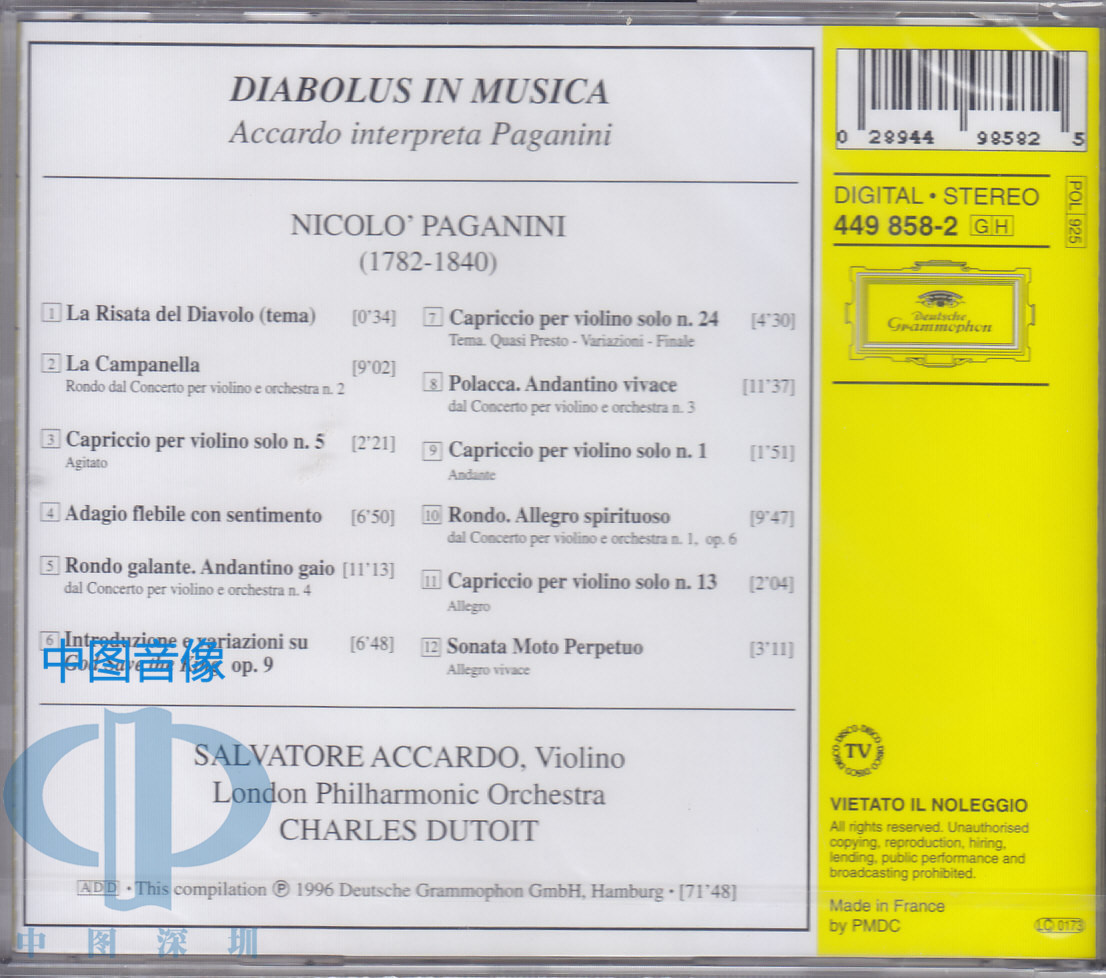 DIABOLUS IN MUSICA
Accardo interpreta Paganini
NICOLO' PAGANINI
(1782-1840)
1 La Risata del Diavolo (tema) [0'34]
2 La Campanella [9'02]
Rondo dal Concerto per violino e orchestra n. 2
3 Capriccio per violino solo n. 5 [2'21]
Agitato
4 Adagio flebile con sentimento [6'50]
5 Rondo galante. Andantino gaio [11'13]
dal Concerto per violino e orchestra n. 4
6 Introduzione e variazioni su [6'48]
God Save the King op. 9
7 Capriccio per violino solo n. 24 [4'30]
Tema. Quasi Presto - Variazioni - Finale
8 Polacca. Andantino vivace [11'37]
dal Concerto per violino e orchestra n. 3
9 Capriccio per violino solo n. 1 [1'51]
Andante
10 Rondo. Allegro spirituoso [9'47]
dal Concerto per violino e orchestra n. 1, op. 6
11 Capriccio per violino solo n. 13 [2'04]
Allegro
12 Sonata Moto Perpetuo [3'11]
Allegro vivace
SALVATORE ACCARDO, Violino
London Philharmonic Orchestra
CHARLES DUTOIT
ADD • This compilation ℗ 1996 Deutsche Grammophon GmbH, Hamburg • [71'48]
0 28944 98582 5
DIGITAL • STEREO
449 858-2 GH
POL 925
Deutsche
Grammophon
DISCO•DISCO•DISCO•DISCO
TV
VIETATO IL NOLEGGIO
All rights reserved. Unauthorised
copying, reproduction, hiring,
lending, public performance and
broadcasting prohibited.
Made in France
by PMDC
LC 0173
中图音像
中图深圳